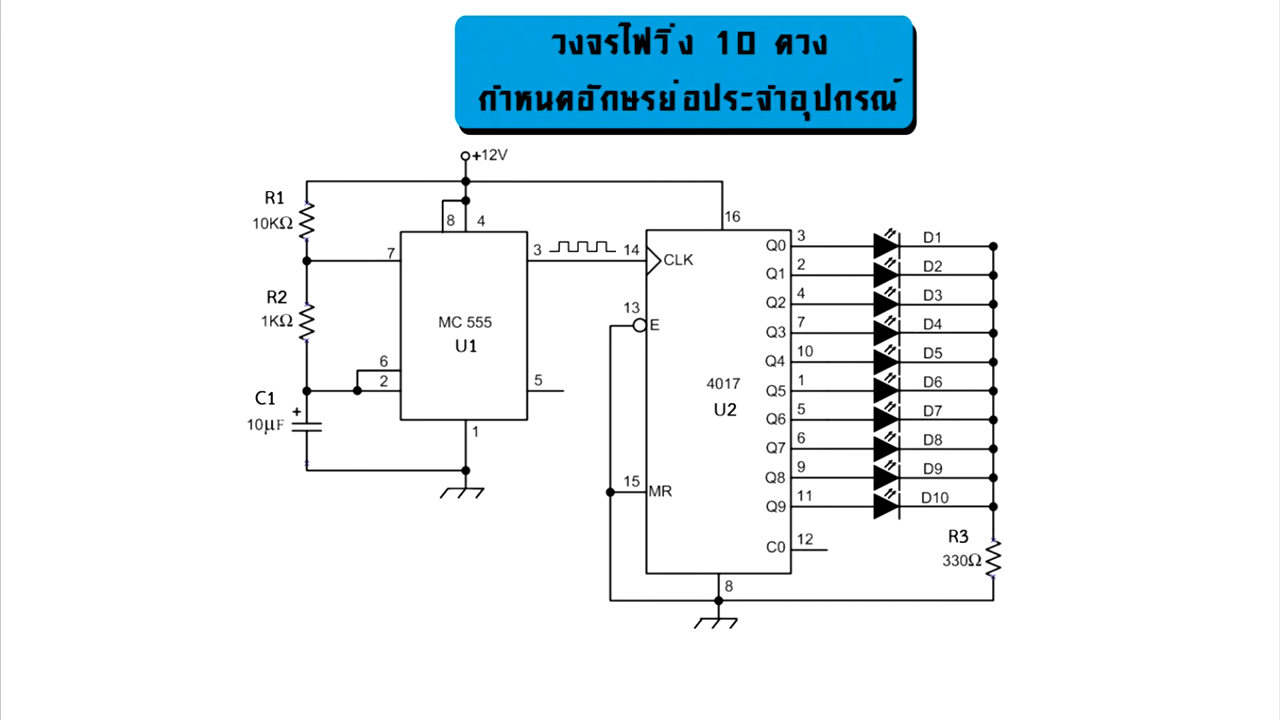 วงจรไฟวิ่ง 10 ดวง
กำหนดอักษรย่อประจำอุปกรณ์
+12V
R1
10KΩ
8 4
16
7
3
14
CLK
R2
1KΩ
MC 555
U1
6
2
5
C1
+
10μF
1
13
E
4017
U2
15
MR
Q0 3 D1
Q1 2 D2
Q2 4 D3
Q3 7 D4
Q4 10 D5
Q5 1 D6
Q6 5 D7
Q7 6 D8
Q8 9 D9
Q9 11 D10
C0 12
R3
330Ω
8